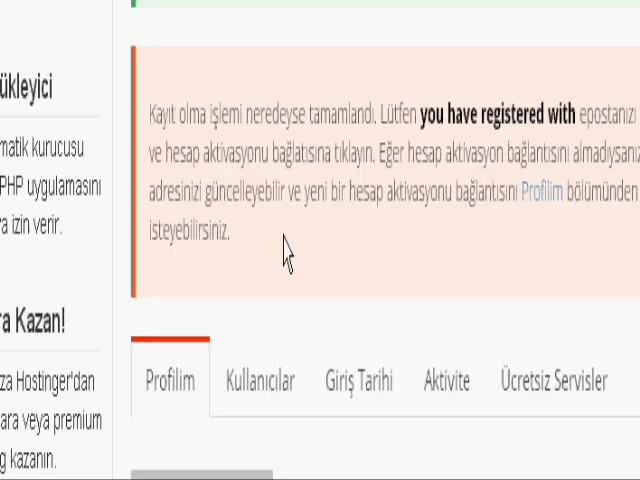 ükleyici
matik kurucusu
PHP uygulamasını
a izin verir.
ra Kazan!
za Hostinger'dan
ara veya premium
g kazanın.
Kayıt olma işlemi neredeyse tamamlandı. Lütfen you have registered with epostanızı
ve hesap aktivasyonu bağlatısına tıklayın. Eğer hesap aktivasyon bağlantısını almadıysanız
adresinizi güncelleyebilir ve yeni bir hesap aktivasyonu bağlantısını Profilim bölümünden
isteyebilirsiniz.
Profilim Kullanıcılar Giriş Tarihi Aktivite Ücretsiz Servisler